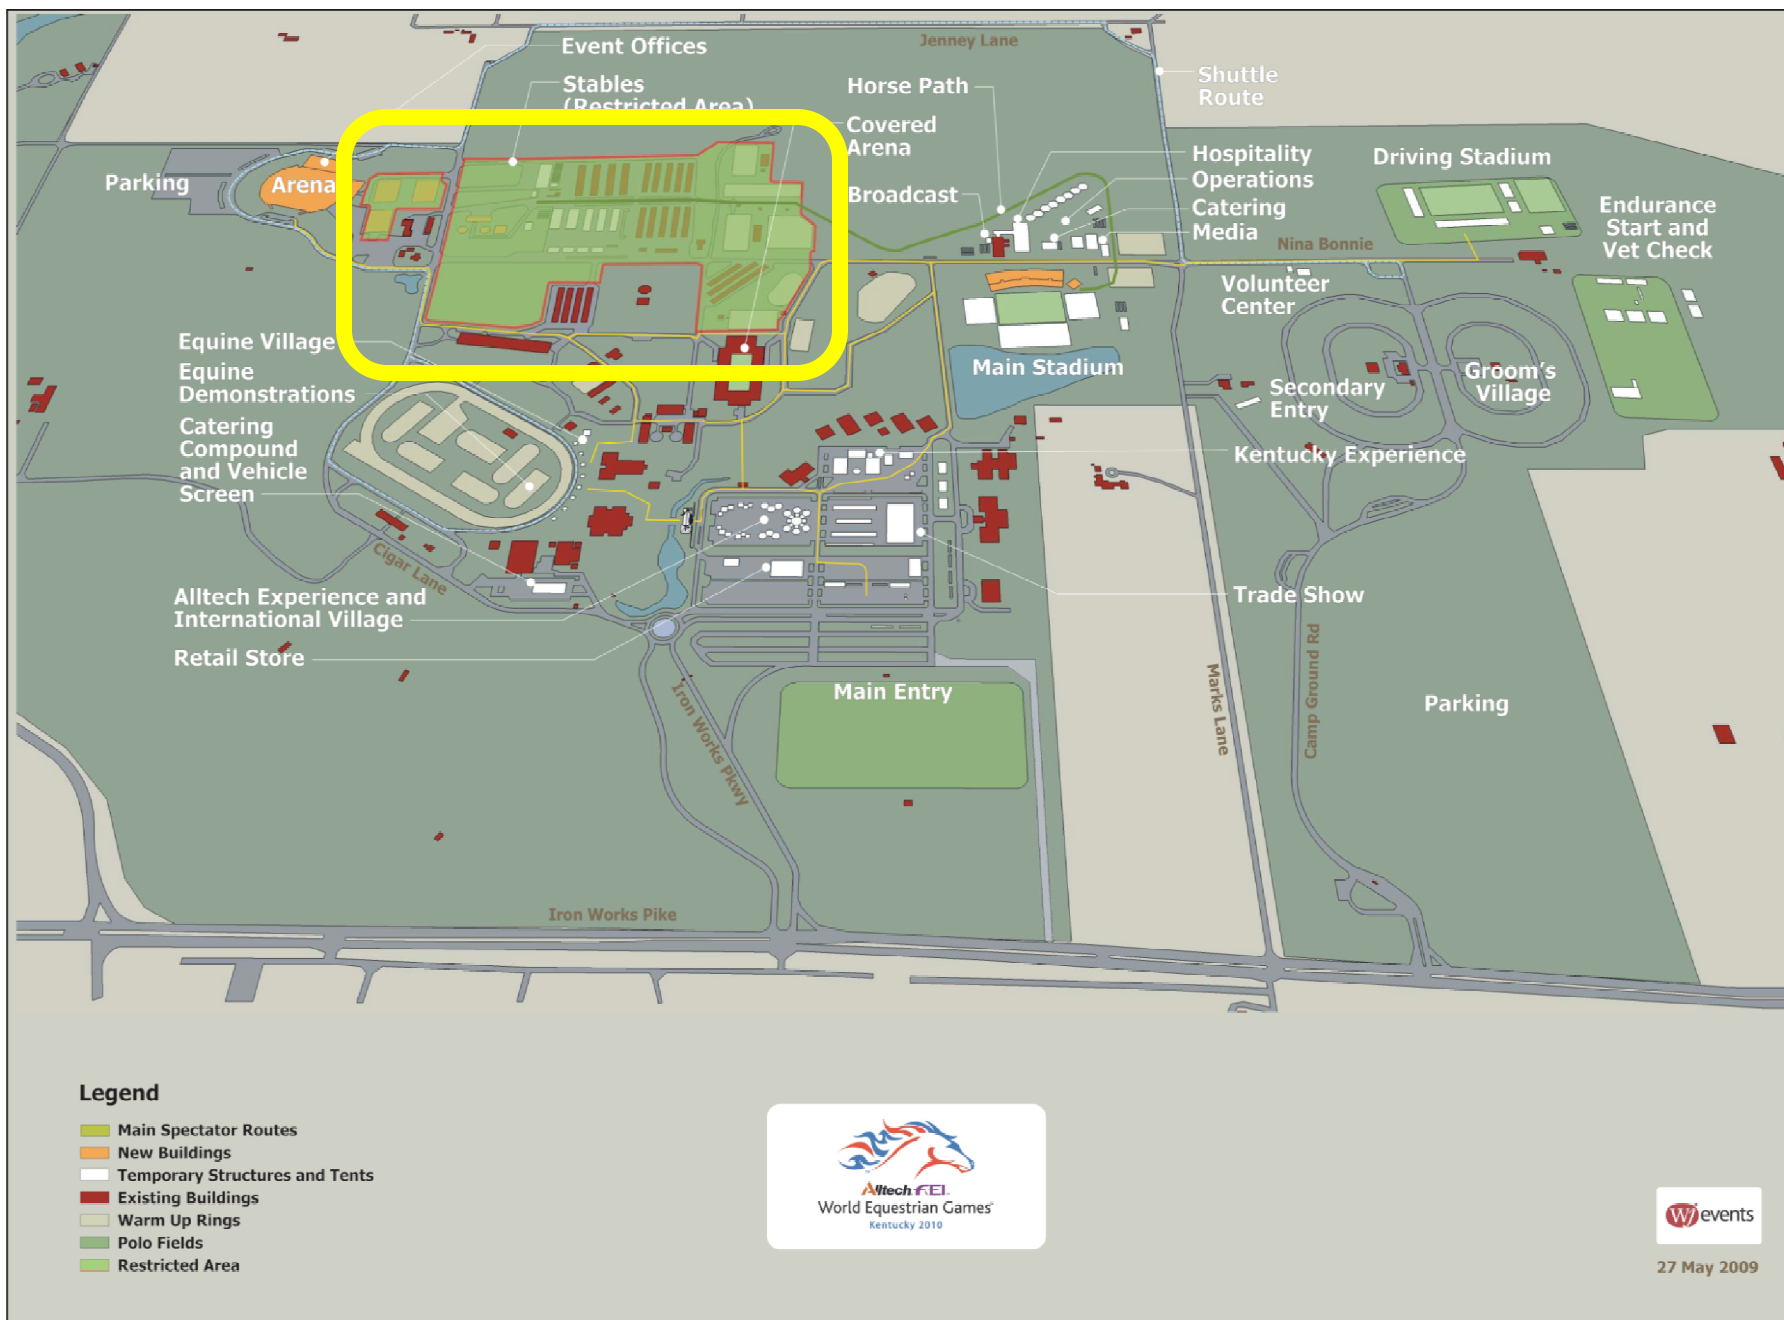 Jenney Lane
Event Offices
Stables
(Restricted Area)
Horse Path
Covered
Arena
Shuttle
Route
Parking
Arena
Broadcast
Hospitality
Operations
Catering
Media
Driving Stadium
Endurance
Start and
Vet Check
Nina Bonnie
Volunteer
Center
Equine Village
Equine
Demonstrations
Catering
Compound
and Vehicle
Screen
Main Stadium
Secondary
Entry
Groom's
Village
Kentucky Experience
Cigar Lane
Alltech Experience and
International Village
Retail Store
Trade Show
Main Entry
Iron Works Pkwy
Marks Lane
Camp Ground Rd
Parking
Iron Works Pike
Legend
Main Spectator Routes
New Buildings
Temporary Structures and Tents
Existing Buildings
Warm Up Rings
Polo Fields
Restricted Area
Alltech FEI
World Equestrian Games
Kentucky 2010
WJ events
27 May 2009